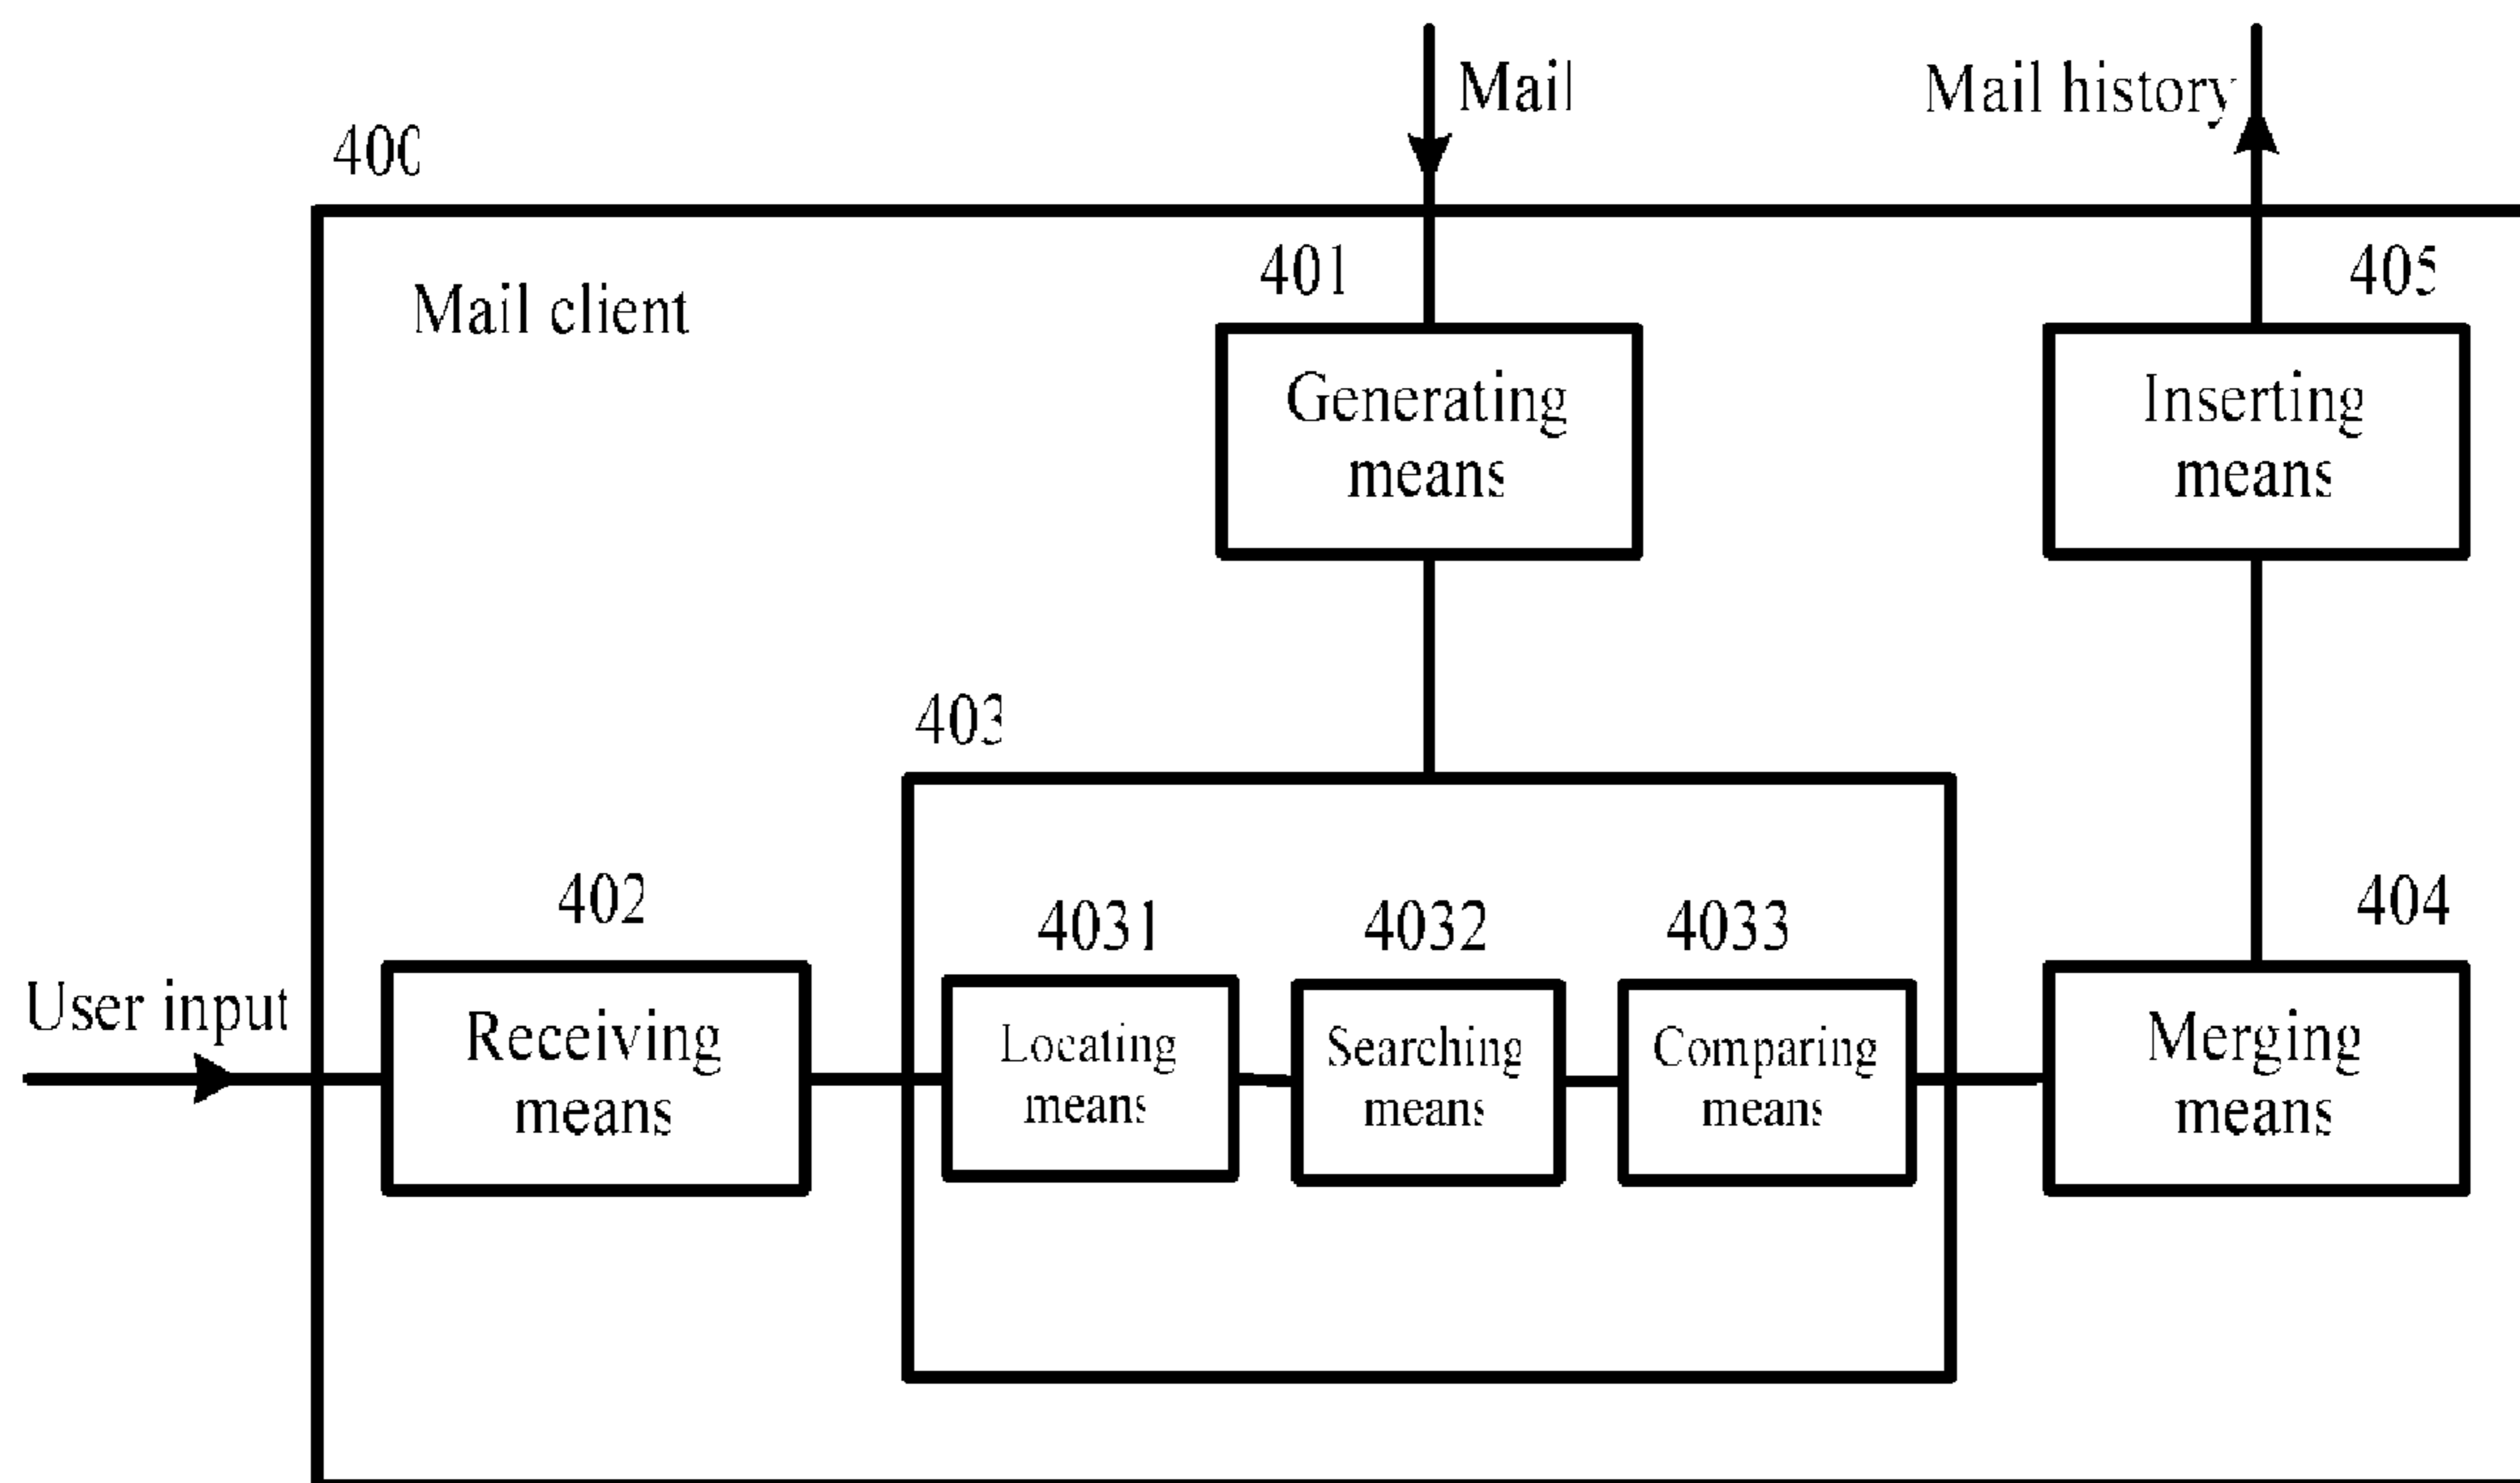 Mail
Mail history
400
401
405
Mail client
Generating
means
Inserting
means
403
402
404
4031
4032
4033
User input
Receiving
means
Locating
means
Searching
means
Comparing
means
Merging
means